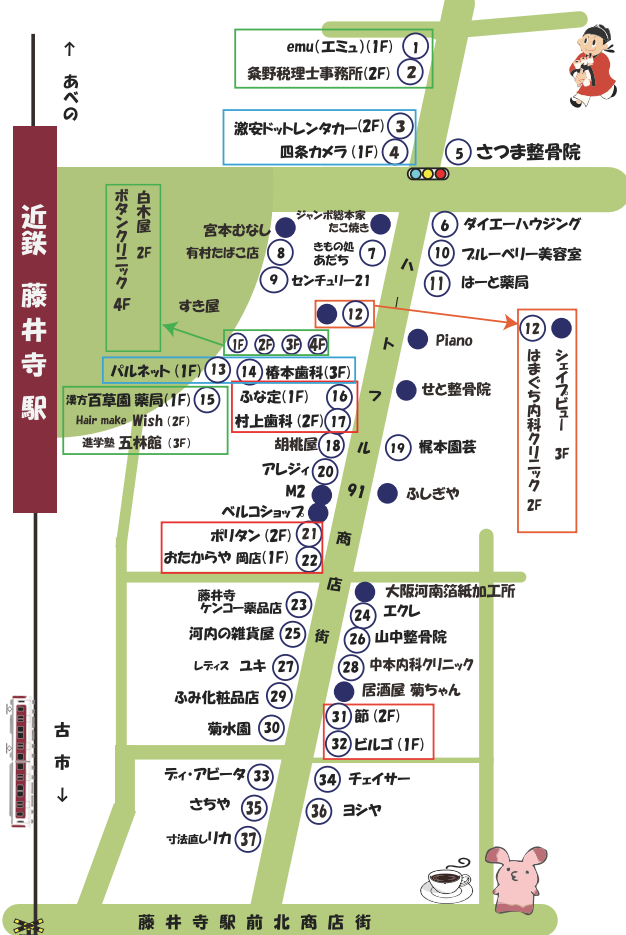 ↑ あべの
近鉄 藤井寺駅
古市 ↓
emu(エミュ)(1F) 1
粂野税理士事務所(2F) 2
激安ドットレンタカー(2F) 3
四条カメラ (1F) 4
5 さつま整骨院
白木屋 2F
ボタンクリニック 4F
すき屋
宮本むなし
ジャンボ総本家
たこ焼き
6 ダイエーハウジング
有村たばこ店 8
きもの処
あだち 7
10 ブルーベリー美容室
9 センチュリー21
11 はーと薬局
12
1F 2F 3F 4F
Piano
12
はまぐち内科クリニック 2F
シェイプビュー 3F
パルネット (1F) 13
14 椿本歯科(3F)
漢方 百草園 薬局(1F) 15
Hair make Wish (2F)
進学塾 五林館 (3F)
ふな定(1F) 16
村上歯科 (2F) 17
せと整骨院
胡桃屋 18
19 梶本園芸
アレジィ 20
M2
ふしぎや
ベルコショップ
ポリタン (2F) 21
おたからや 岡店(1F) 22
ハートフル91商店街
大阪河南箔紙加工所
藤井寺
ケンコー薬品店 23
24 エクレ
河内の雑貨屋 25
26 山中整骨院
レディス ユキ 27
28 中本内科クリニック
ふみ化粧品店 29
居酒屋 菊ちゃん
菊水園 30
31 節 (2F)
32 ビルゴ (1F)
ディ・アビータ 33
34 チェイサー
さちや 35
36 ヨシヤ
寸法直しリカ 37
藤井寺駅前北商店街